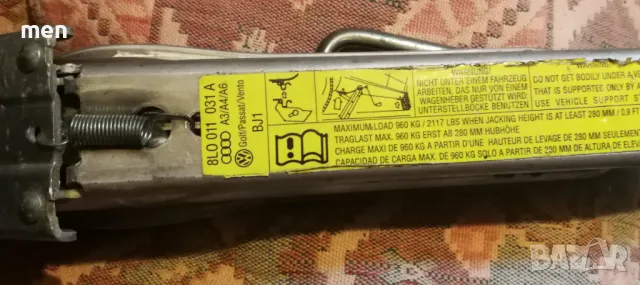 men
8L0 011 031 A
A3/A4/A6
Golf/Passat/Vento
BJ1
WARNUNG
NICHT UNTER EINEM FAHRZEUG
ARBEITEN, DAS NUR VON EINEM
WAGENHEBER GESTÜTZT WIRD
UNTERSTELLBÖCKE BENUTZEN
DO NOT GET BODILY UNDER A
THAT IS SUPPORTED ONLY BY A
USE VEHICLE SUPPORT
MAXIMUM LOAD 960 KG / 2117 LBS WHEN JACKING HEIGHT IS AT LEAST 280 MM / 0,9 F
TRAGLAST MAX. 960 KG ERST AB 280 MM HUBHÖHE
CHARGE MAXI DE 960 KG A PARTIR D'UNE HAUTEUR DE LEVAGE DE 280 MM SEULEMEN
CAPACIDAD DE CARGA MAX. DE 960 KG SOLO A PARTIR DE 280 MM DE ALTURA DE ELEV
BAZAR